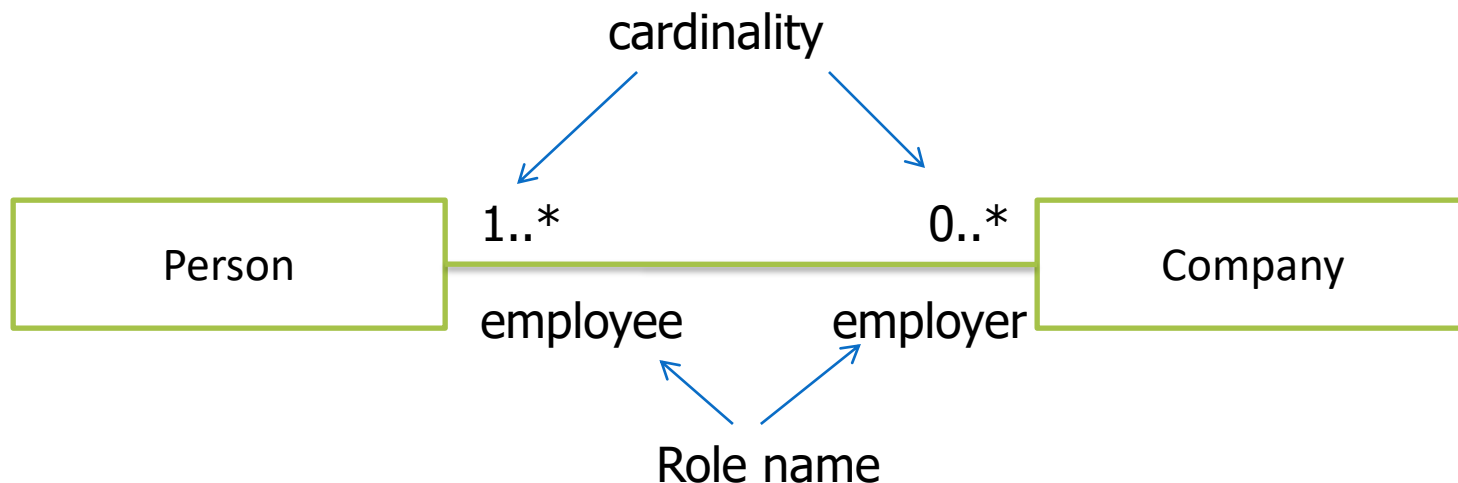 cardinality
1..*
0..*
Person
Company
employee
employer
Role name